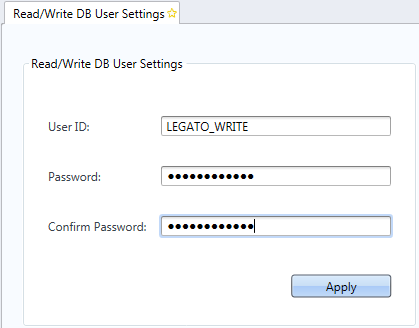 Read/Write DB User Settings
Read/Write DB User Settings
User ID: LEGATO_WRITE
Password: ●●●●●●●●●●●●
Confirm Password: ●●●●●●●●●●●●
Apply